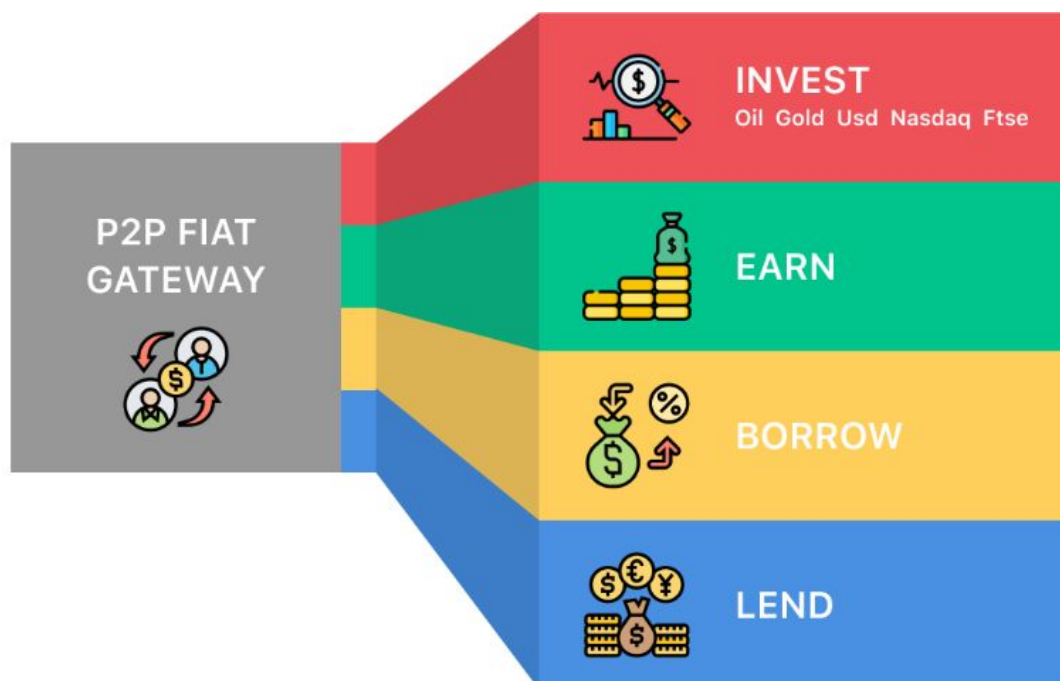 P2P FIAT
GATEWAY
INVEST
Oil Gold Usd Nasdaq Ftse
EARN
BORROW
LEND